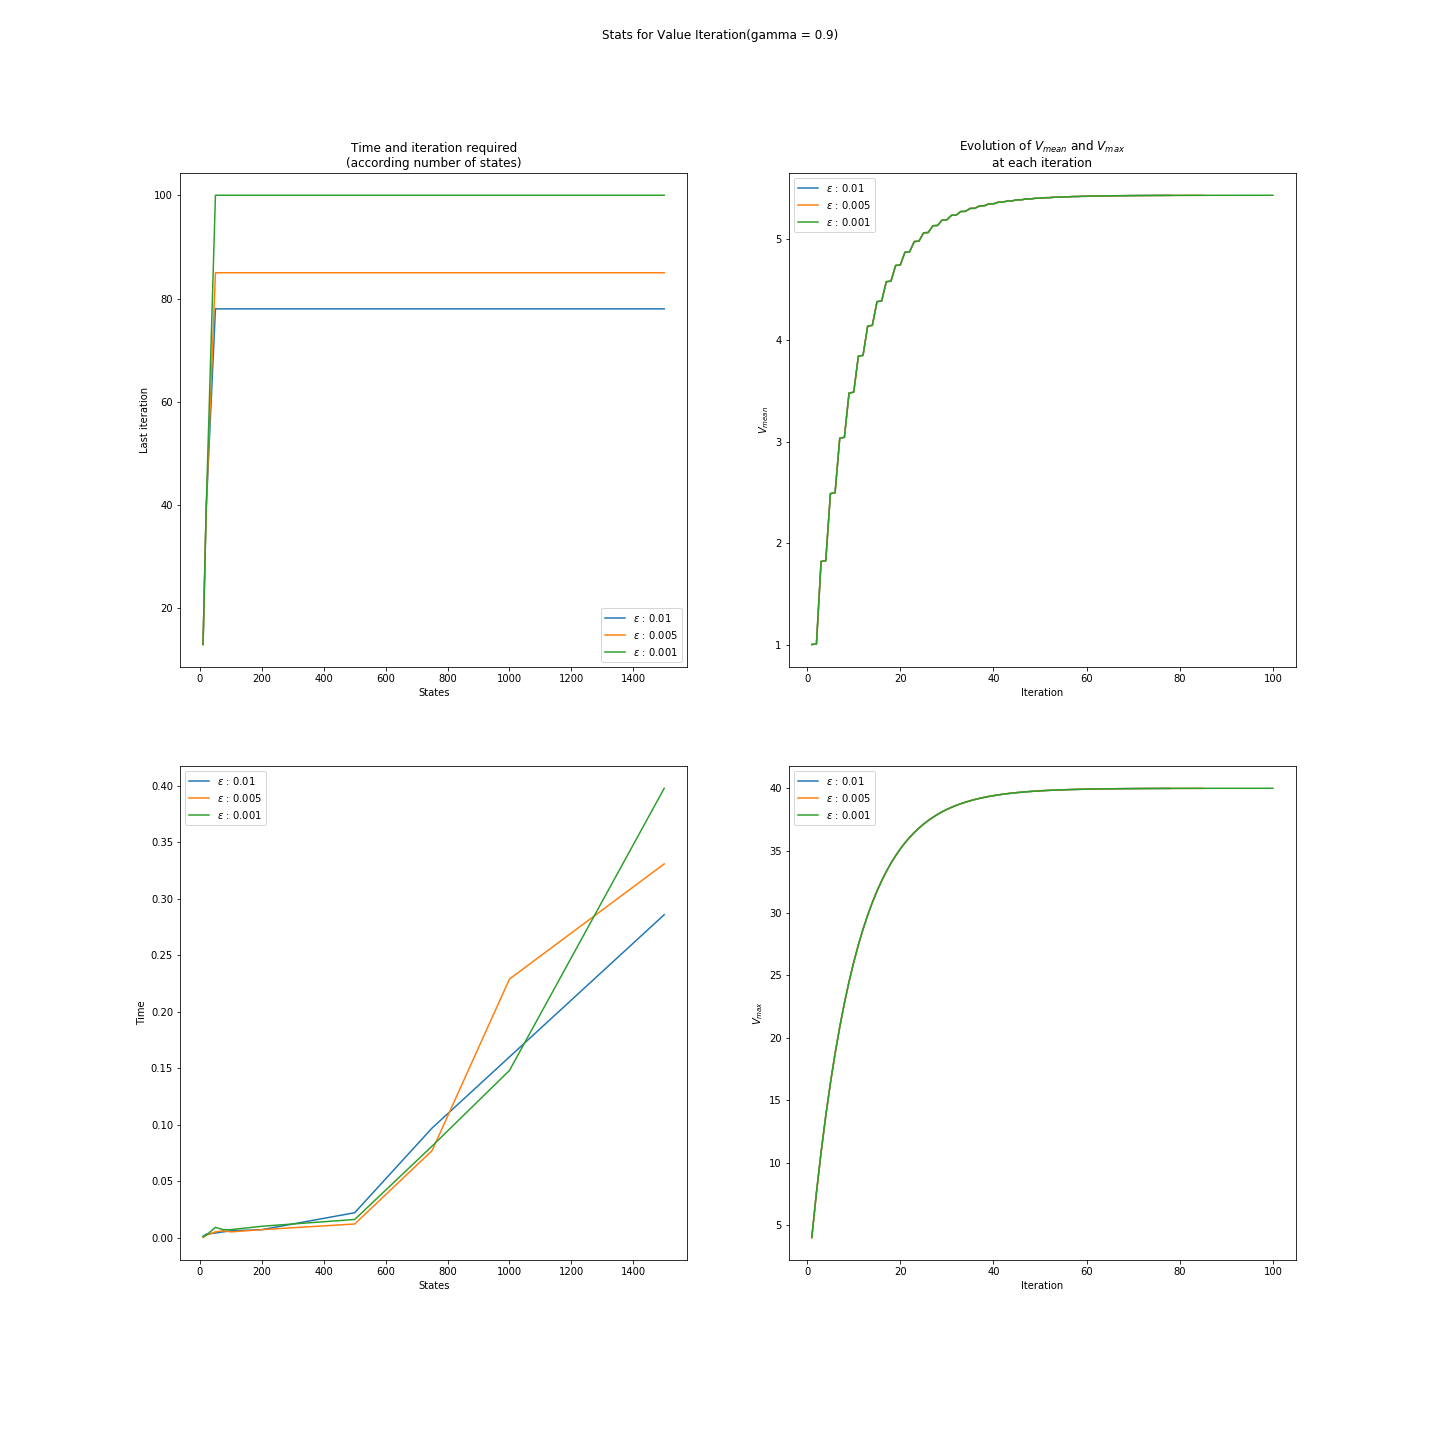 Stats for Value Iteration(gamma = 0.9)
Time and iteration required
(according number of states)
100
80
60
40
20
Last iteration
0 200 400 600 800 1000 1200 1400
States
ε : 0.01
ε : 0.005
ε : 0.001
Evolution of V_mean and V_max
at each iteration
ε : 0.01
ε : 0.005
ε : 0.001
5
4
3
2
1
V_mean
0 20 40 60 80 100
Iteration
ε : 0.01
ε : 0.005
ε : 0.001
0.40
0.35
0.30
0.25
0.20
0.15
0.10
0.05
0.00
Time
0 200 400 600 800 1000 1200 1400
States
ε : 0.01
ε : 0.005
ε : 0.001
40
35
30
25
20
15
10
5
V_max
0 20 40 60 80 100
Iteration